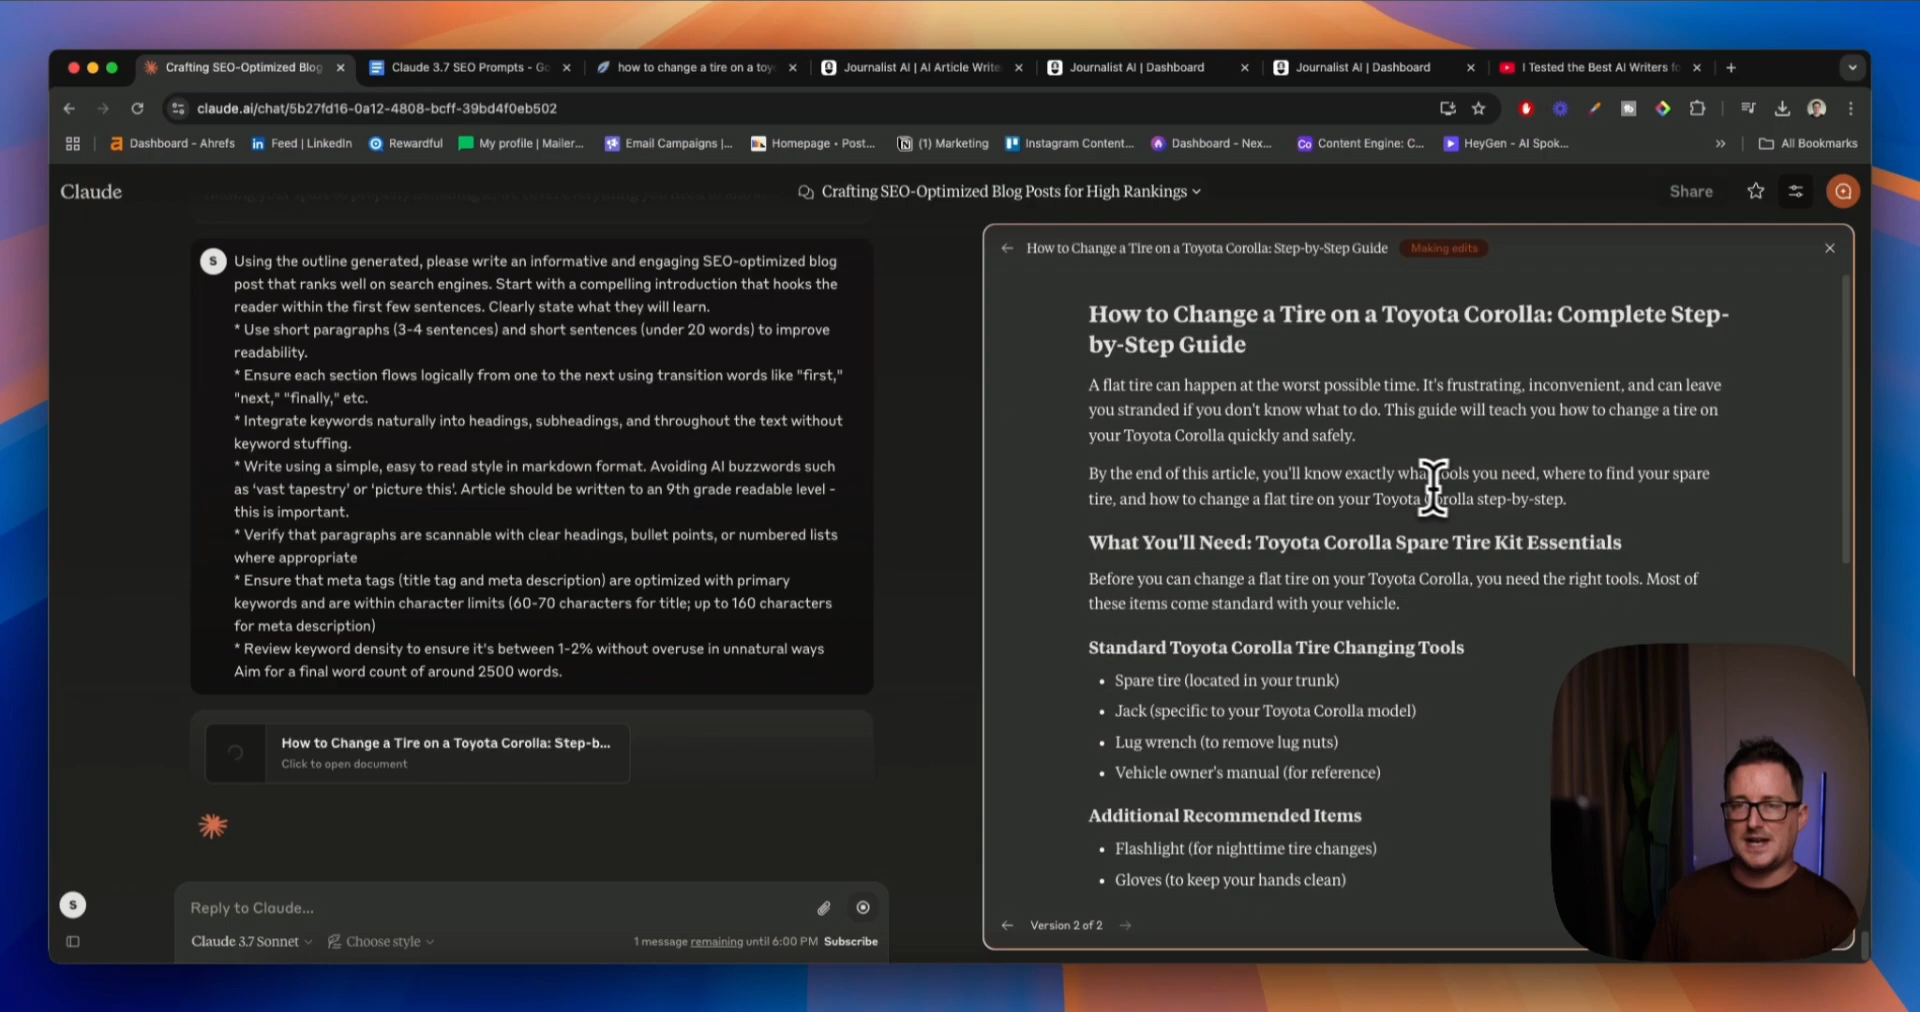 Crafting SEO-Optimized Blog
Claude 3.7 SEO Prompts - Go
how to change a tire on a toy
Journalist AI | AI Article Write
Journalist AI | Dashboard
Journalist AI | Dashboard
I Tested the Best AI Writers fo
claude.ai/chat/5b27fd16-0a12-4808-bcff-39bd4f0eb502
Dashboard - Ahrefs
Feed | LinkedIn
Rewardful
My profile | Mailer...
Email Campaigns |...
Homepage • Post...
(1) Marketing
Instagram Content...
Dashboard - Nex...
Content Engine: C...
HeyGen - AI Spok...
All Bookmarks
Claude
Crafting SEO-Optimized Blog Posts for High Rankings
Share
S
Using the outline generated, please write an informative and engaging SEO-optimized blog
post that ranks well on search engines. Start with a compelling introduction that hooks the
reader within the first few sentences. Clearly state what they will learn.
* Use short paragraphs (3-4 sentences) and short sentences (under 20 words) to improve
readability.
* Ensure each section flows logically from one to the next using transition words like "first,"
"next," "finally," etc.
* Integrate keywords naturally into headings, subheadings, and throughout the text without
keyword stuffing.
* Write using a simple, easy to read style in markdown format. Avoiding AI buzzwords such
as 'vast tapestry' or 'picture this'. Article should be written to an 9th grade readable level -
this is important.
* Verify that paragraphs are scannable with clear headings, bullet points, or numbered lists
where appropriate
* Ensure that meta tags (title tag and meta description) are optimized with primary
keywords and are within character limits (60-70 characters for title; up to 160 characters
for meta description)
* Review keyword density to ensure it's between 1-2% without overuse in unnatural ways
Aim for a final word count of around 2500 words.
How to Change a Tire on a Toyota Corolla: Step-b...
Click to open document
S
Reply to Claude...
Claude 3.7 Sonnet
Choose style
1 message remaining until 6:00 PM Subscribe
How to Change a Tire on a Toyota Corolla: Step-by-Step Guide
Making edits
How to Change a Tire on a Toyota Corolla: Complete Step-
by-Step Guide
A flat tire can happen at the worst possible time. It's frustrating, inconvenient, and can leave
you stranded if you don't know what to do. This guide will teach you how to change a tire on
your Toyota Corolla quickly and safely.
By the end of this article, you'll know exactly what tools you need, where to find your spare
tire, and how to change a flat tire on your Toyota Corolla step-by-step.
What You'll Need: Toyota Corolla Spare Tire Kit Essentials
Before you can change a flat tire on your Toyota Corolla, you need the right tools. Most of
these items come standard with your vehicle.
Standard Toyota Corolla Tire Changing Tools
• Spare tire (located in your trunk)
• Jack (specific to your Toyota Corolla model)
• Lug wrench (to remove lug nuts)
• Vehicle owner's manual (for reference)
Additional Recommended Items
• Flashlight (for nighttime tire changes)
• Gloves (to keep your hands clean)
Version 2 of 2